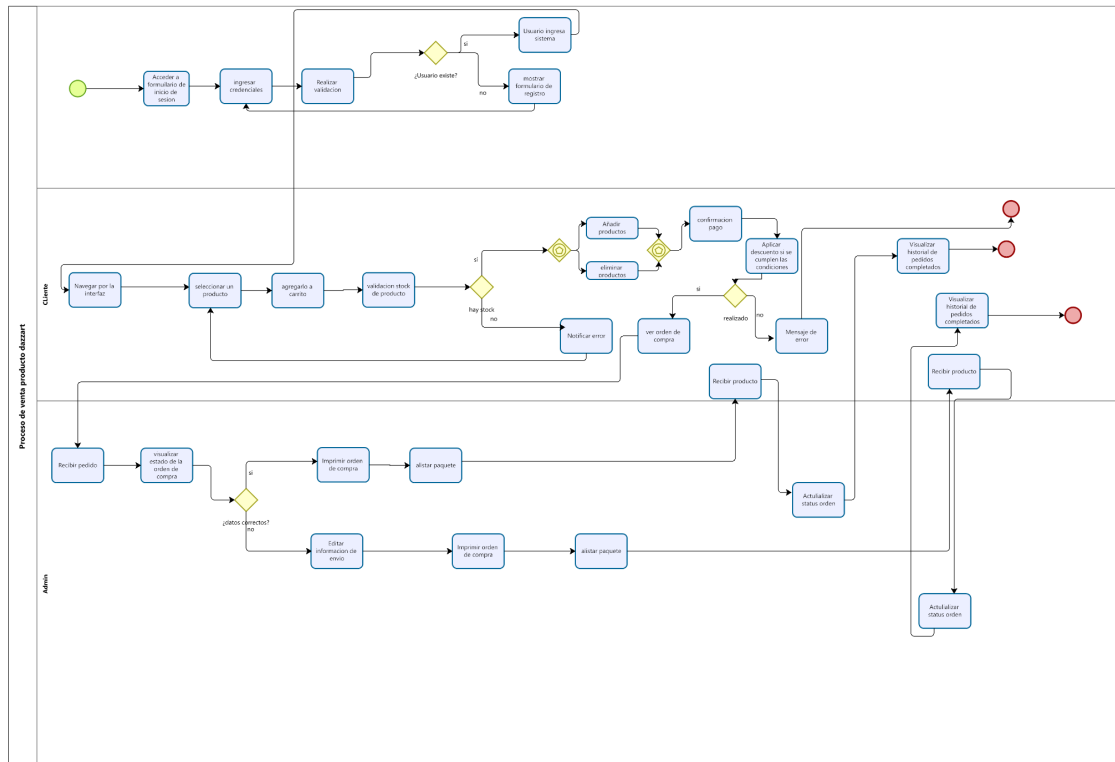 Proceso de venta producto dazzart
Acceder a
formullario de
inicio de
sesion
ingresar
credenciales
Realizar
validacion
¿Usuario existe?
si
no
Usuario ingresa
sistema
mostrar
formulario de
registro
Cliente
Navegar por la
interfaz
seleccionar un
producto
agregarlo a
carrito
validacion stock
de producto
hay stock
si
no
Notificar error
Añadir
productos
eliminar
productos
confirmacion
pago
Aplicar
descuento si se
cumplen las
condiciones
realizado
si
no
ver orden de
compra
Mensaje de
error
Visualizar
historial de
pedidos
completados
Visualizar
historial de
pedidos
completados
Recibir producto
Recibir producto
Admin
Recibir pedido
visualizar
estado de la
orden de
compra
¿datos correctos?
si
no
Imprimir orden
de compra
alistar paquete
Actulializar
status orden
Editar
informacion de
envio
Imprimir orden
de compra
alistar paquete
Actulializar
status orden